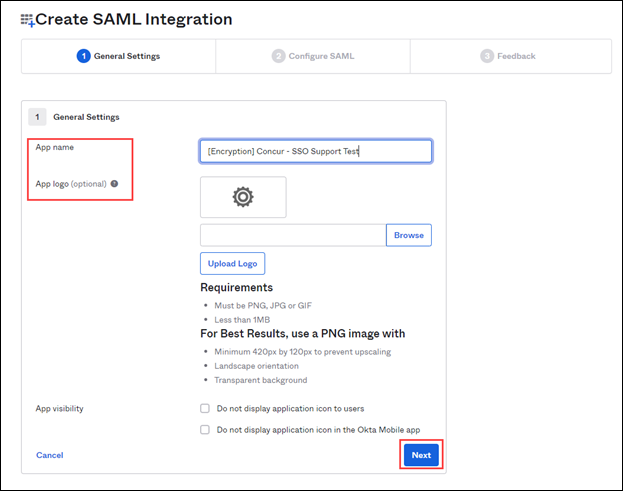 Create SAML Integration
1 General Settings
2 Configure SAML
3 Feedback
1 General Settings
App name
[Encryption] Concur - SSO Support Test
App logo (optional) ?
Browse
Upload Logo
Requirements
• Must be PNG, JPG or GIF
• Less than 1MB
For Best Results, use a PNG image with
• Minimum 420px by 120px to prevent upscaling
• Landscape orientation
• Transparent background
App visibility
Do not display application icon to users
Do not display application icon in the Okta Mobile app
Cancel
Next